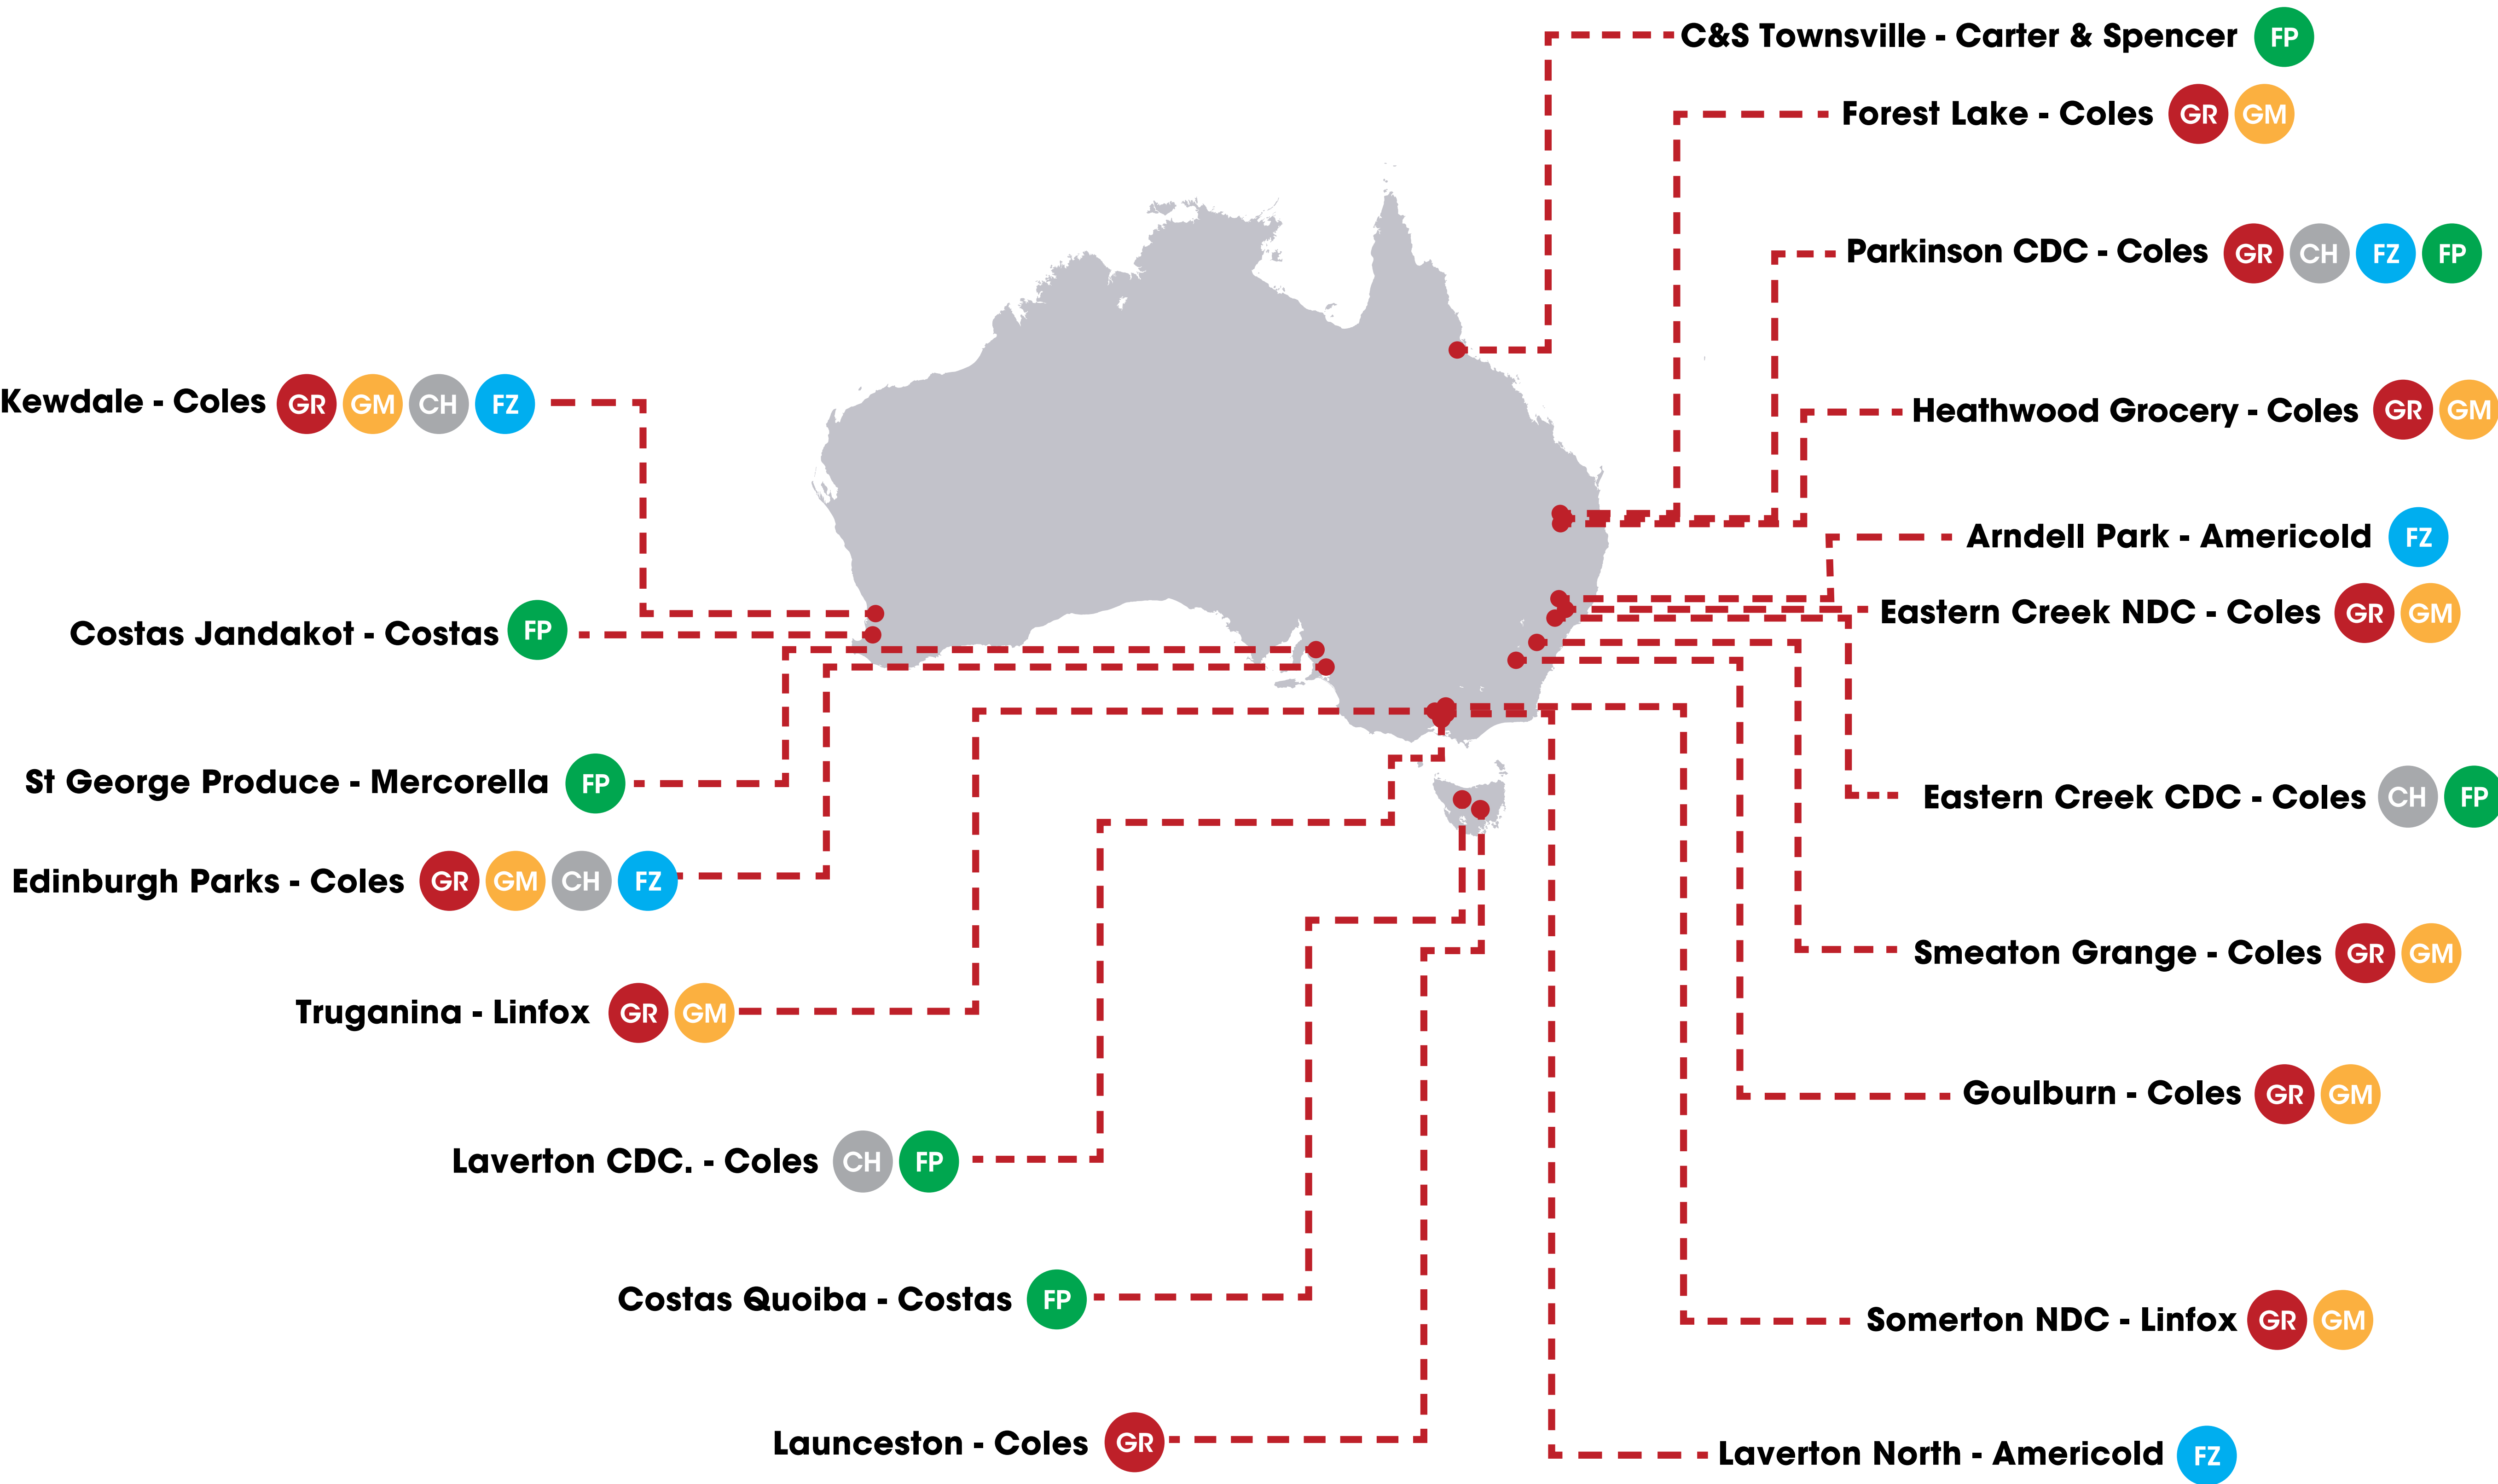 C&S Townsville - Carter & Spencer FP
Forest Lake - Coles GR GM
Parkinson CDC - Coles GR CH FZ FP
Kewdale - Coles GR GM CH FZ
Heathwood Grocery - Coles GR GM
Arndell Park - Americold FZ
Eastern Creek NDC - Coles GR GM
Costas Jandakot - Costas FP
St George Produce - Mercorella FP
Eastern Creek CDC - Coles CH FP
Edinburgh Parks - Coles GR GM CH FZ
Smeaton Grange - Coles GR GM
Truganina - Linfox GR GM
Goulburn - Coles GR GM
Laverton CDC. - Coles CH FP
Costas Quoiba - Costas FP
Somerton NDC - Linfox GR GM
Launceston - Coles GR
Laverton North - Americold FZ